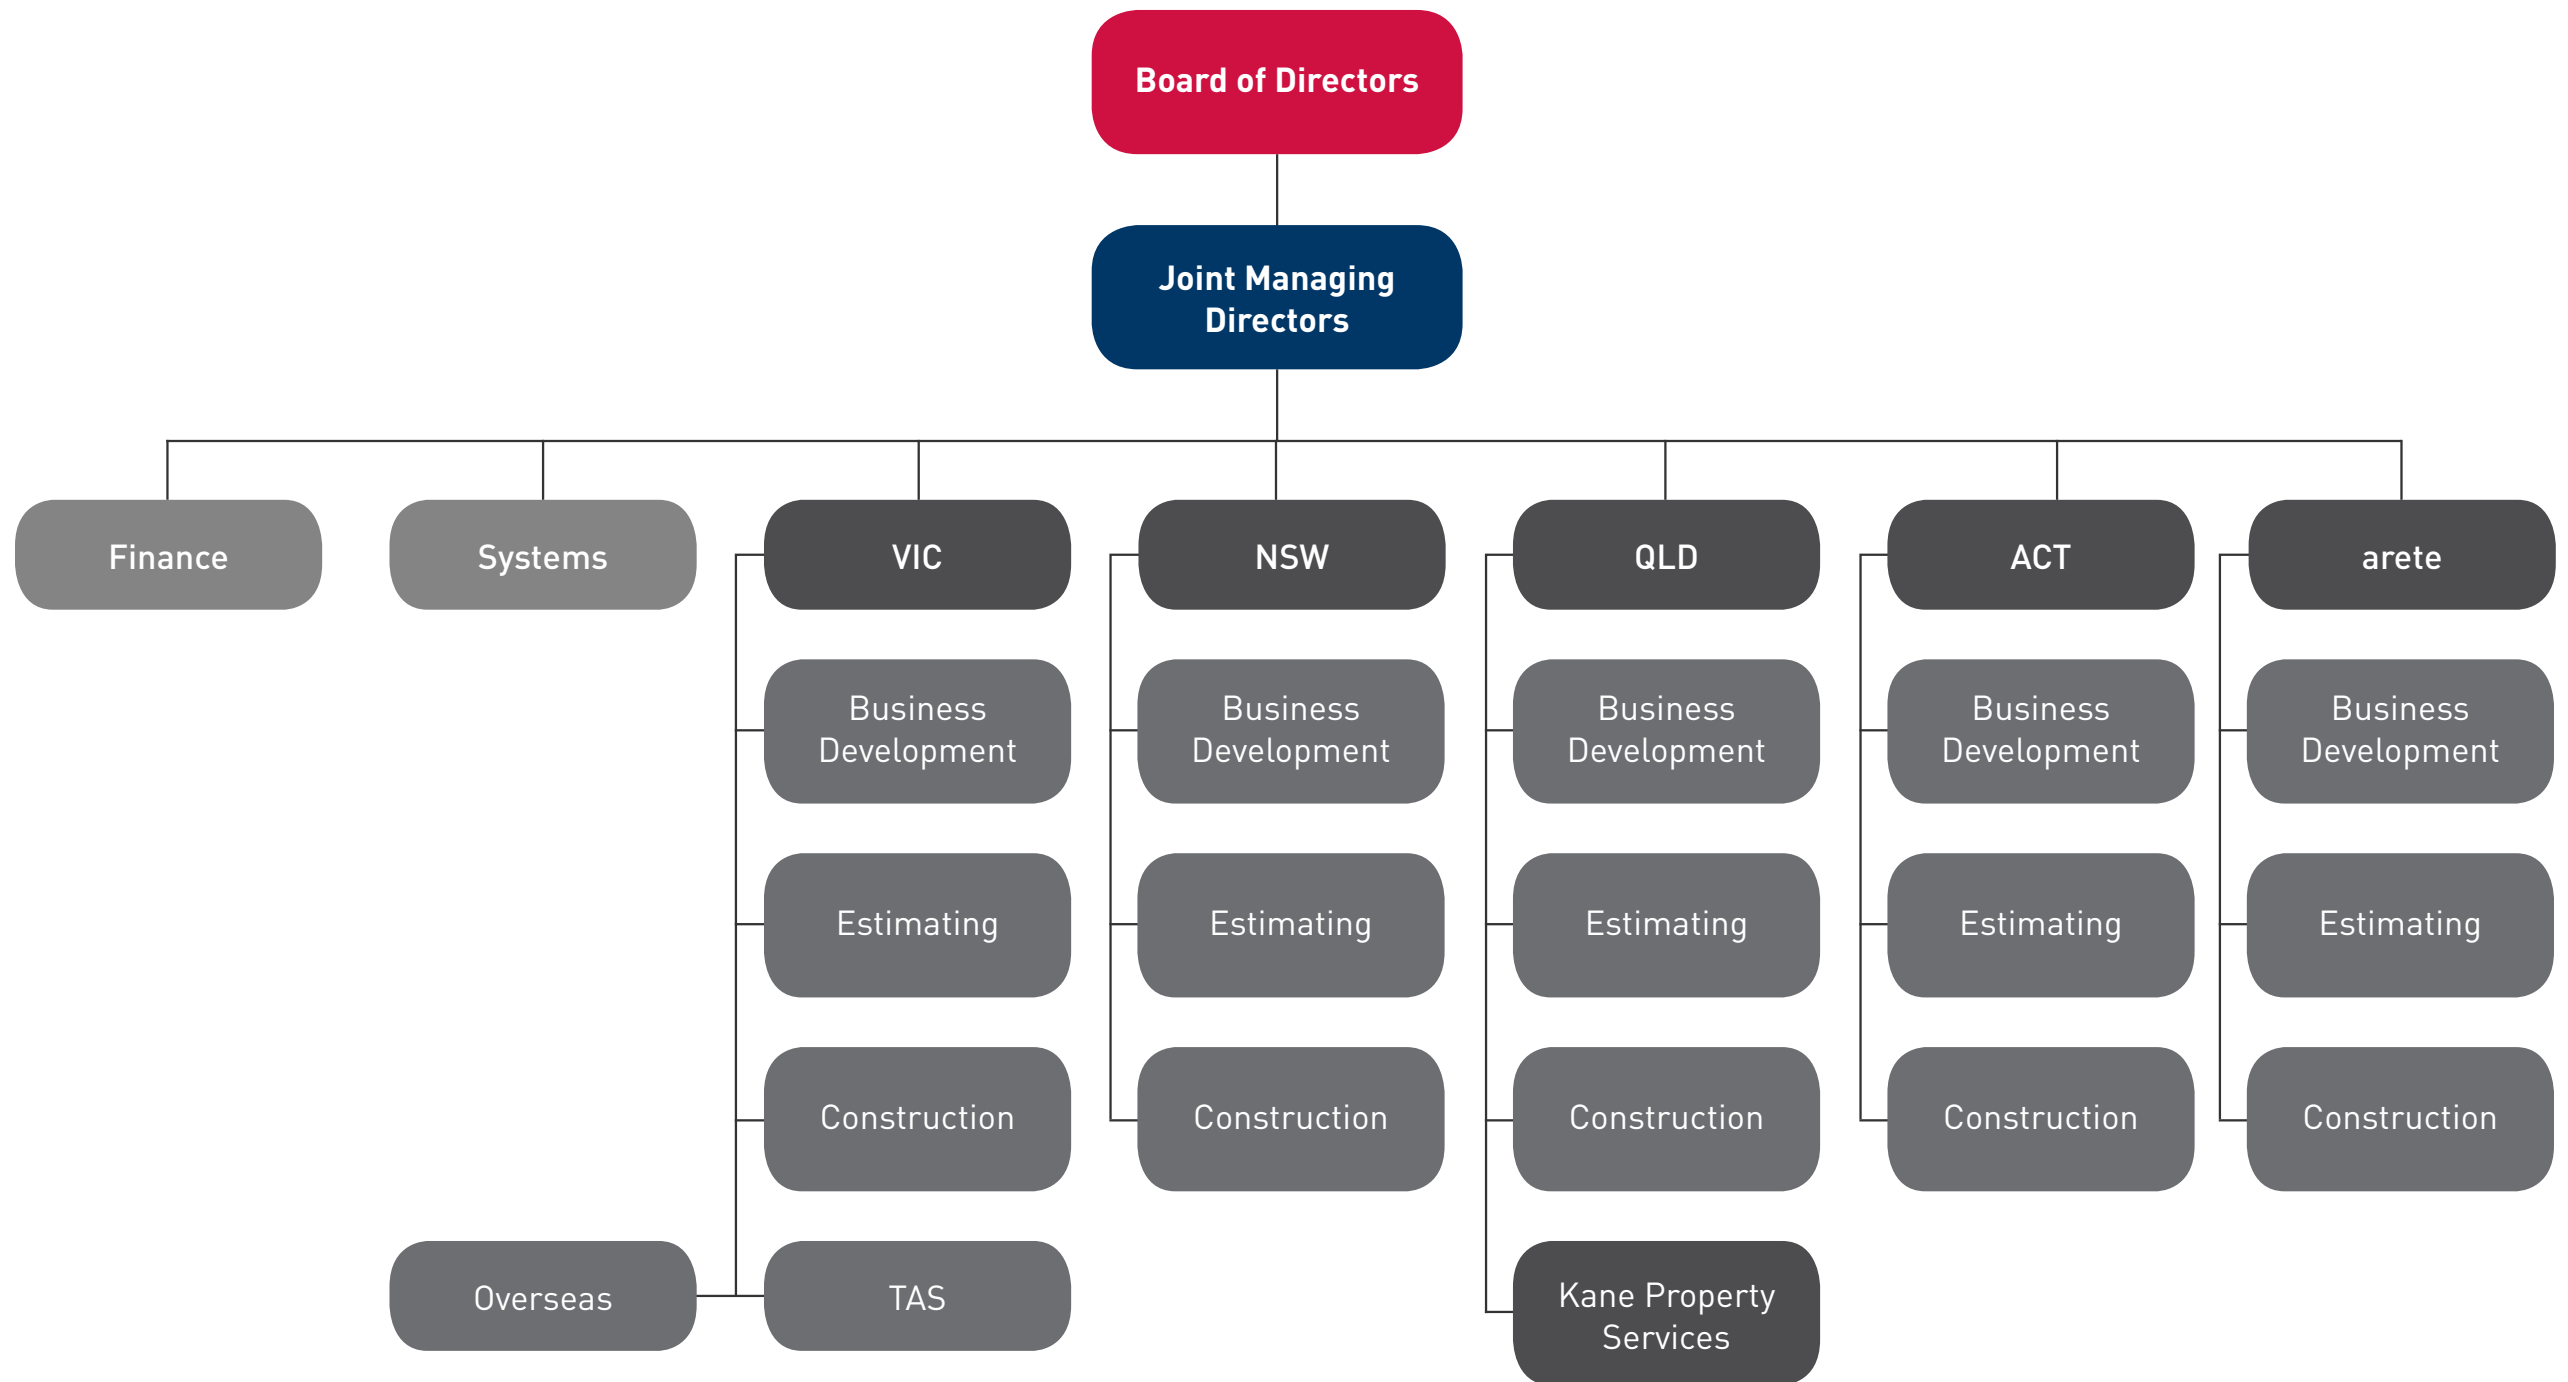 Board of Directors
Joint Managing
Directors
Finance
Systems
VIC
NSW
QLD
ACT
arete
Business
Development
Business
Development
Business
Development
Business
Development
Business
Development
Estimating
Estimating
Estimating
Estimating
Estimating
Construction
Construction
Construction
Construction
Construction
Overseas
TAS
Kane Property
Services